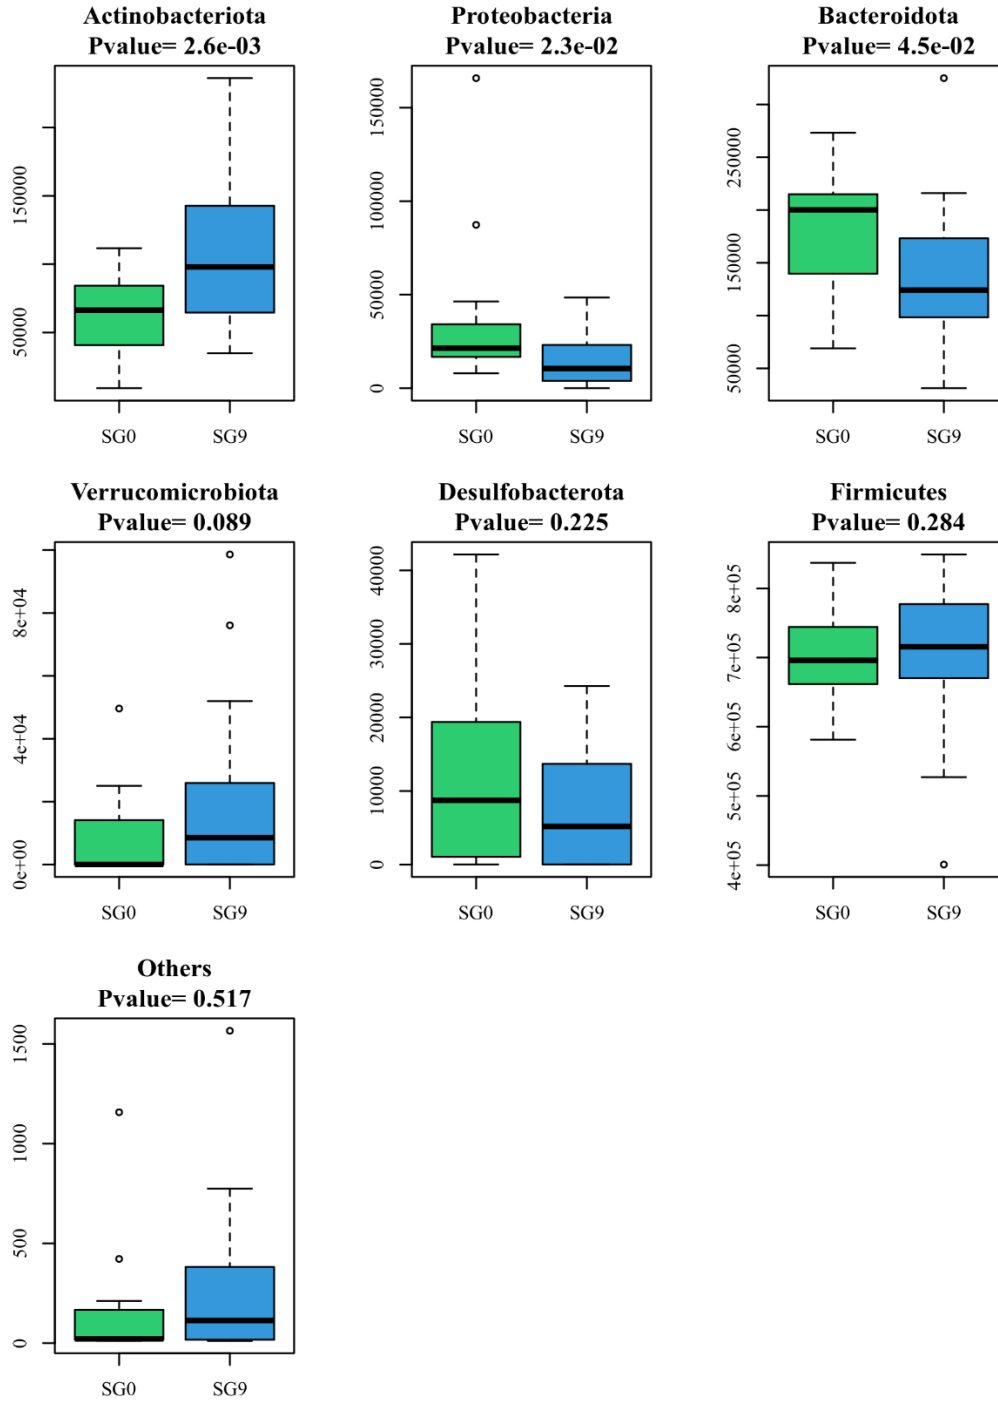 Actinobacteriota
Pvalue= 2.6e-03
150000
50000
SG0 SG9
Proteobacteria
Pvalue= 2.3e-02
150000
100000
50000
0
SG0 SG9
Bacteroidota
Pvalue= 4.5e-02
250000
150000
50000
SG0 SG9
Verrucomicrobiota
Pvalue= 0.089
8e+04
4e+04
0e+00
SG0 SG9
Desulfobacterota
Pvalue= 0.225
40000
30000
20000
10000
0
SG0 SG9
Firmicutes
Pvalue= 0.284
8e+05
7e+05
6e+05
5e+05
4e+05
SG0 SG9
Others
Pvalue= 0.517
1500
1000
500
0
SG0 SG9